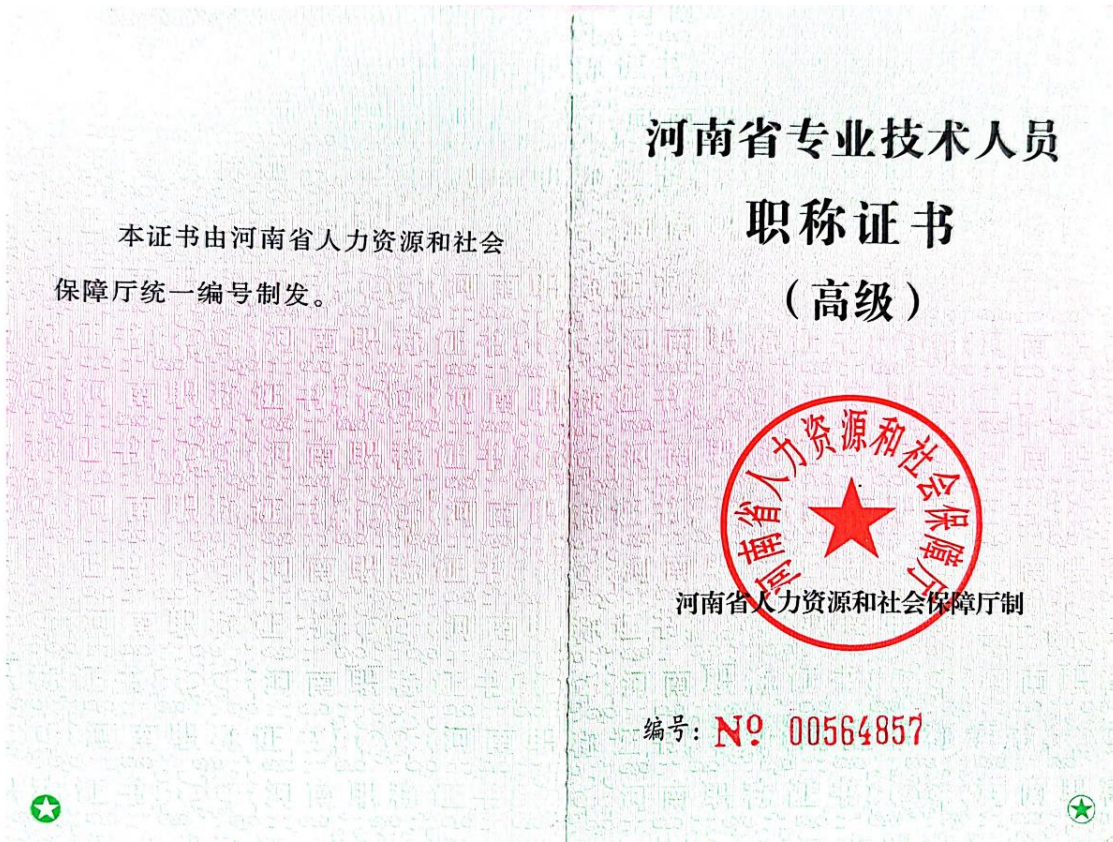 本证书由河南省人力资源和社会
保障厅统一编号制发。
河南省专业技术人员
职称证书
（高级）
河南省人力资源和社会保障厅
河南省人力资源和社会保障厅制
编号：Nº 00564857